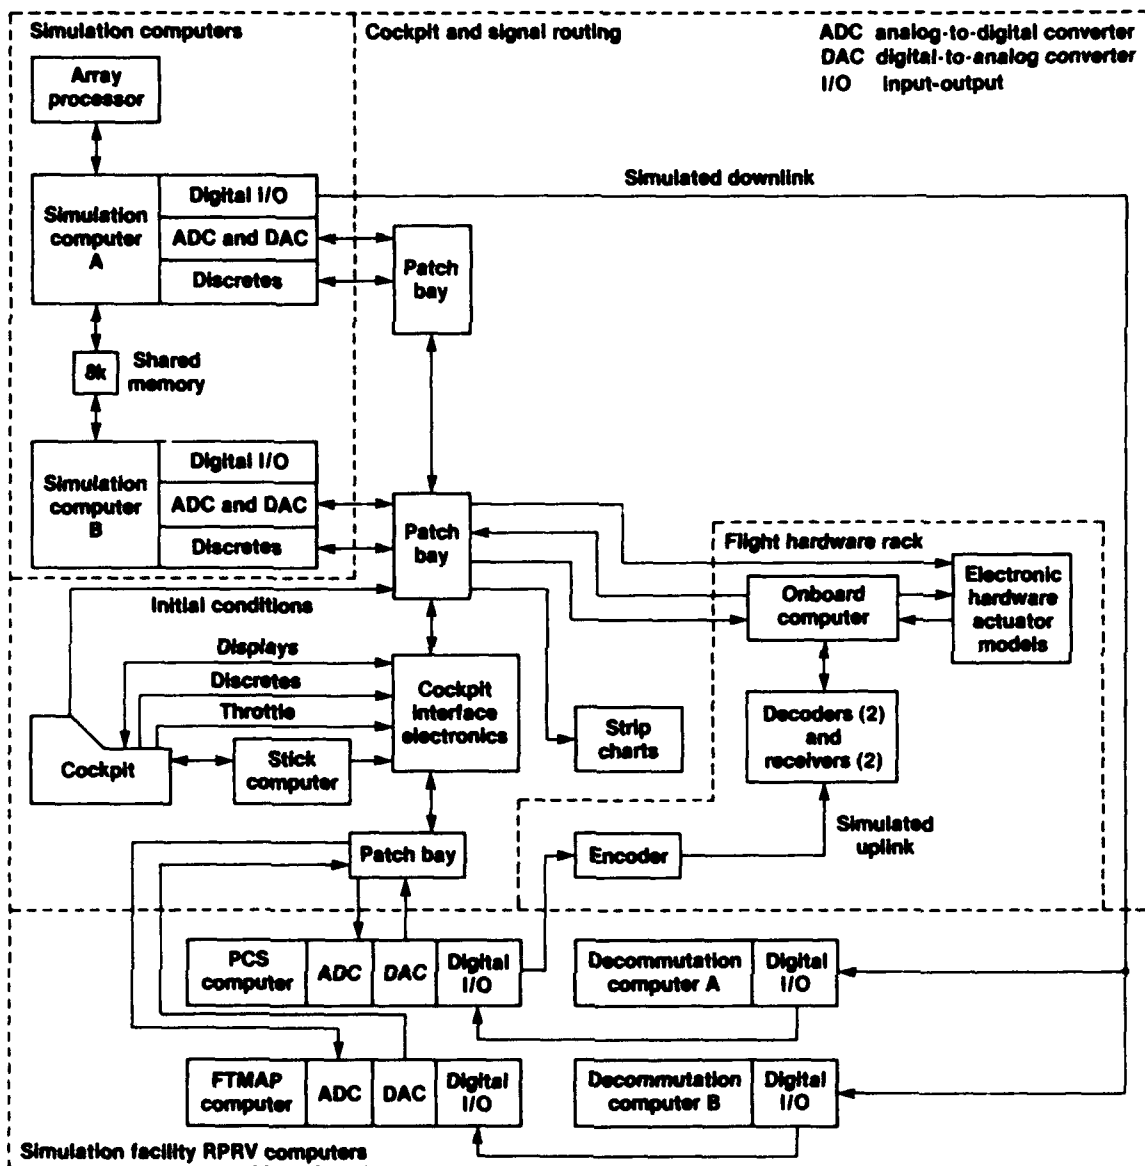 Simulation computers
Cockpit and signal routing
ADC analog-to-digital converter
DAC digital-to-analog converter
I/O input-output
Array
processor
Simulated downlink
Simulation
computer
A
Digital I/O
ADC and DAC
Discretes
Patch
bay
8k
Shared
memory
Simulation
computer
B
Digital I/O
ADC and DAC
Discretes
Patch
bay
Flight hardware rack
Onboard
computer
Electronic
hardware
actuator
models
Initial conditions
Displays
Discretes
Throttle
Cockpit
interface
electronics
Cockpit
Stick
computer
Strip
charts
Decoders (2)
and
receivers (2)
Simulated
uplink
Patch bay
Encoder
PCS
computer
ADC
DAC
Digital
I/O
Decommutation
computer A
Digital
I/O
FTMAP
computer
ADC
DAC
Digital
I/O
Decommutation
computer B
Digital
I/O
Simulation facility RPRV computers